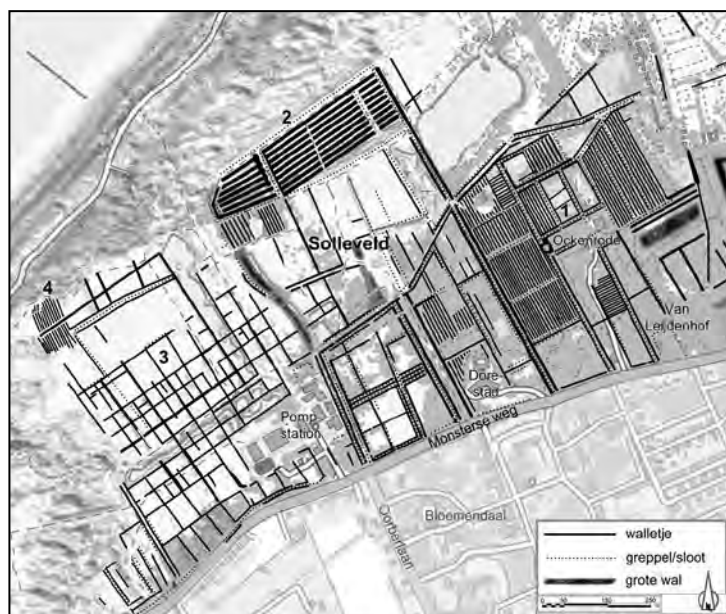 2
4
Solleveld
1
Ockenrode
3
Van
Leijdenhof
Dore-
stad
Pomp
station
Monsterse weg
Oorberlaan
Bloemendaal
walletje
greppel/sloot
grote wal
0
50
150
250